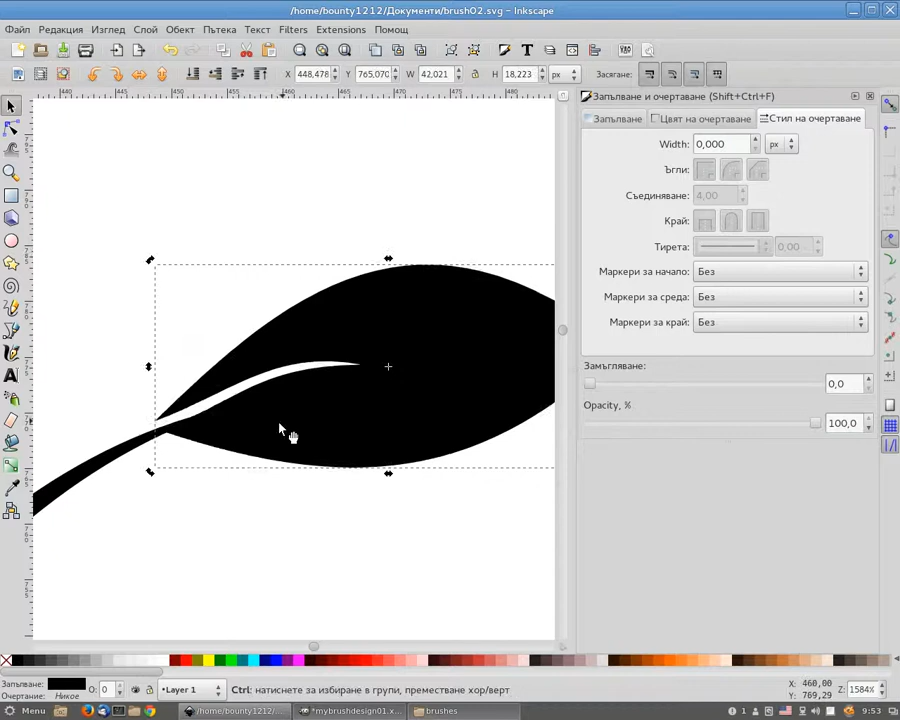 /home/bounty1212/Документи/brush02.svg - Inkscape
Файл Редакция Изглед Слой Обект Пътека Текст Filters Extensions Помощ
X 448,478 Y 765,070 W 42,021 H 18,223 px Засягане:
Запълване и очертаване (Shift+Ctrl+F)
Запълване Цвят на очертаване Стил на очертаване
Width: 0,000 px
Ъгли:
Съединяване: 4,00
Край:
Тирета: 0,00
Маркери за начало: Без
Маркери за среда: Без
Маркери за край: Без
Замъгляване:
0,0
Opacity, %
100,0
Запълване: О: 0 •Layer 1 Ctrl: натиснете за избиране в групи, преместване хор/верт X: 460,00 1584%
Очертание: Никое Y: 769,29
Menu /home/bounty1212/... *mybrushdesign01.x... brushes 1 9:53